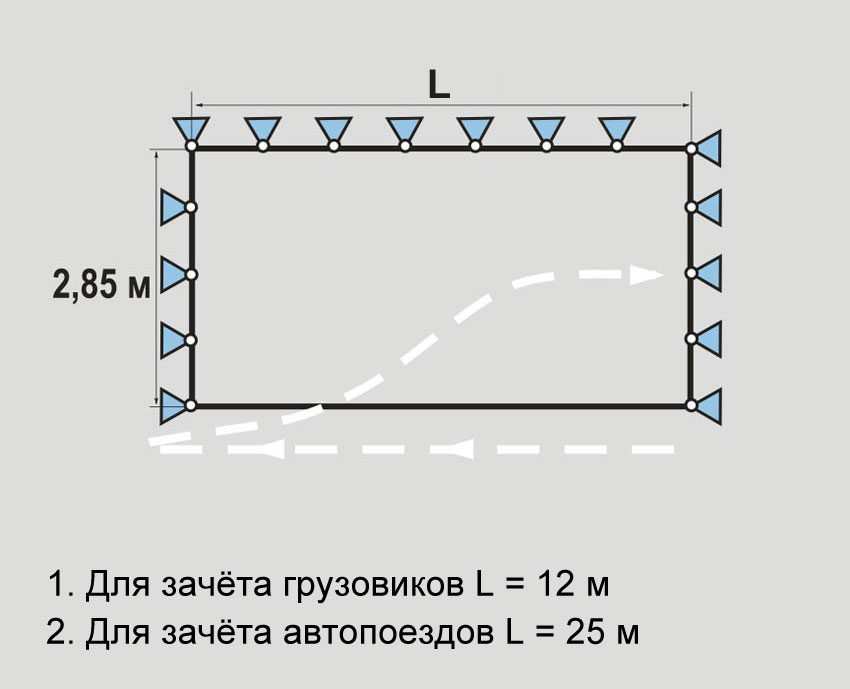 L
2,85 м
1. Для зачёта грузовиков L = 12 м
2. Для зачёта автопоездов L = 25 м